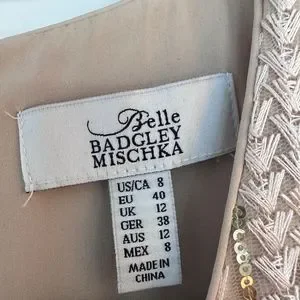 Belle
BADGLEY
MISCHKA
US/CA 8
EU 40
UK 12
GER 38
AUS 12
MEX 8
MADE IN
CHINA